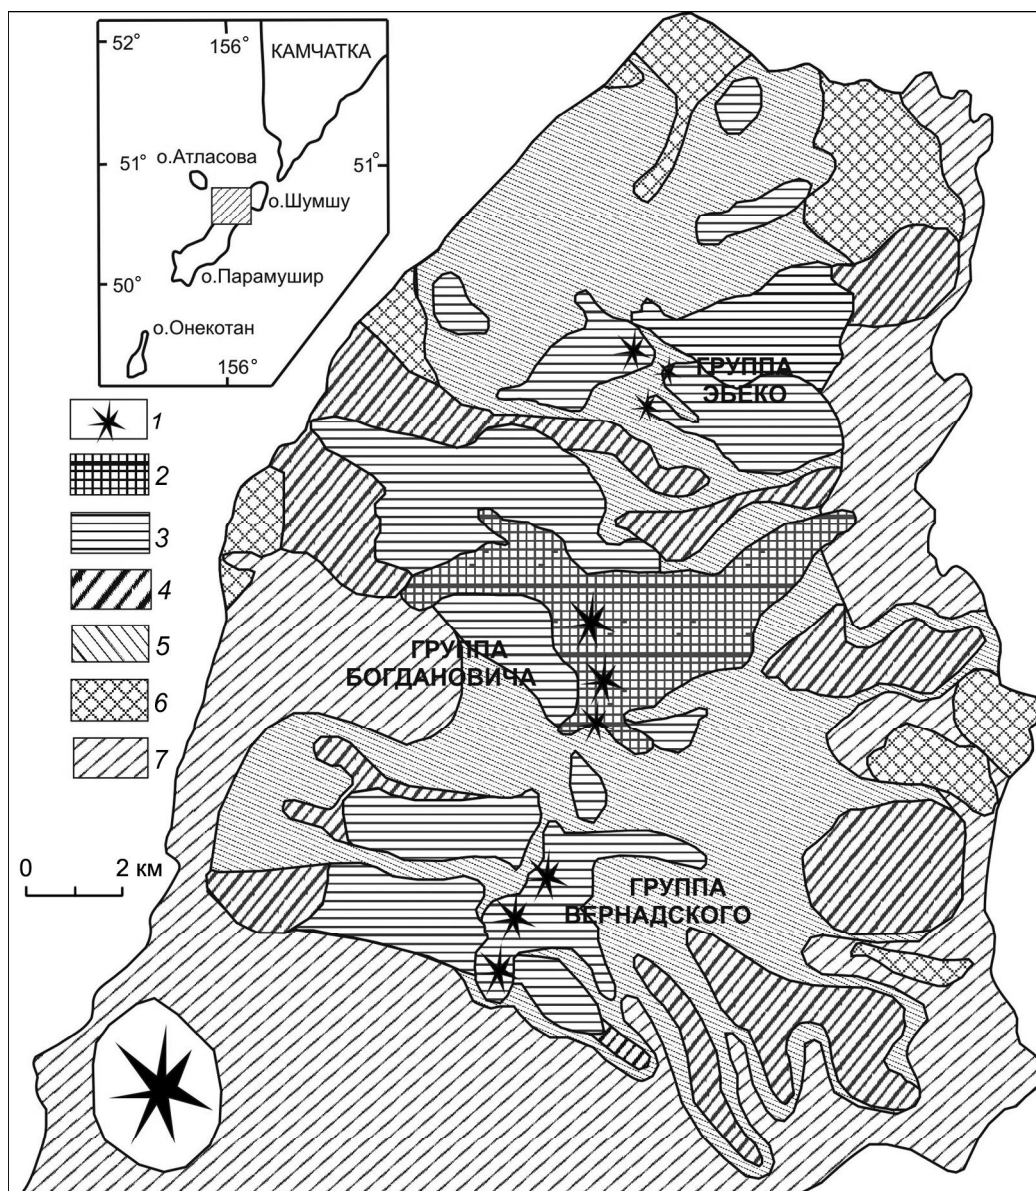 52°
156°
КАМЧАТКА
51°
о.Атласова
51°
о.Шумшу
50°
о.Парамушир
о.Онекотан
156°
1
2
3
4
5
6
7
0 2 км
ГРУППА
ЭБЕКО
ГРУППА
БОГДАНОВИЧА
ГРУППА
ВЕРНАДСКОГО